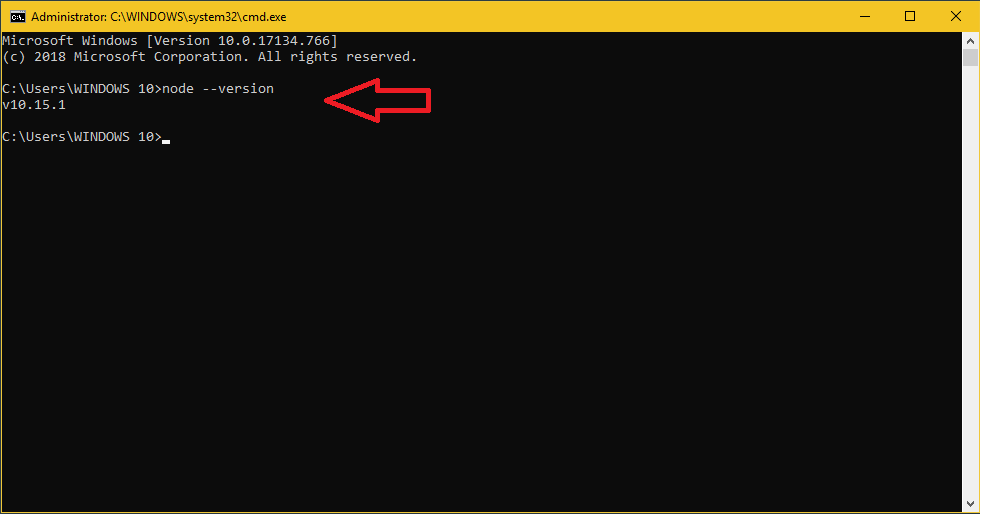 Administrator: C:\WINDOWS\system32\cmd.exe
Microsoft Windows [Version 10.0.17134.766]
(c) 2018 Microsoft Corporation. All rights reserved.
C:\Users\WINDOWS 10>node --version
v10.15.1
C:\Users\WINDOWS 10>